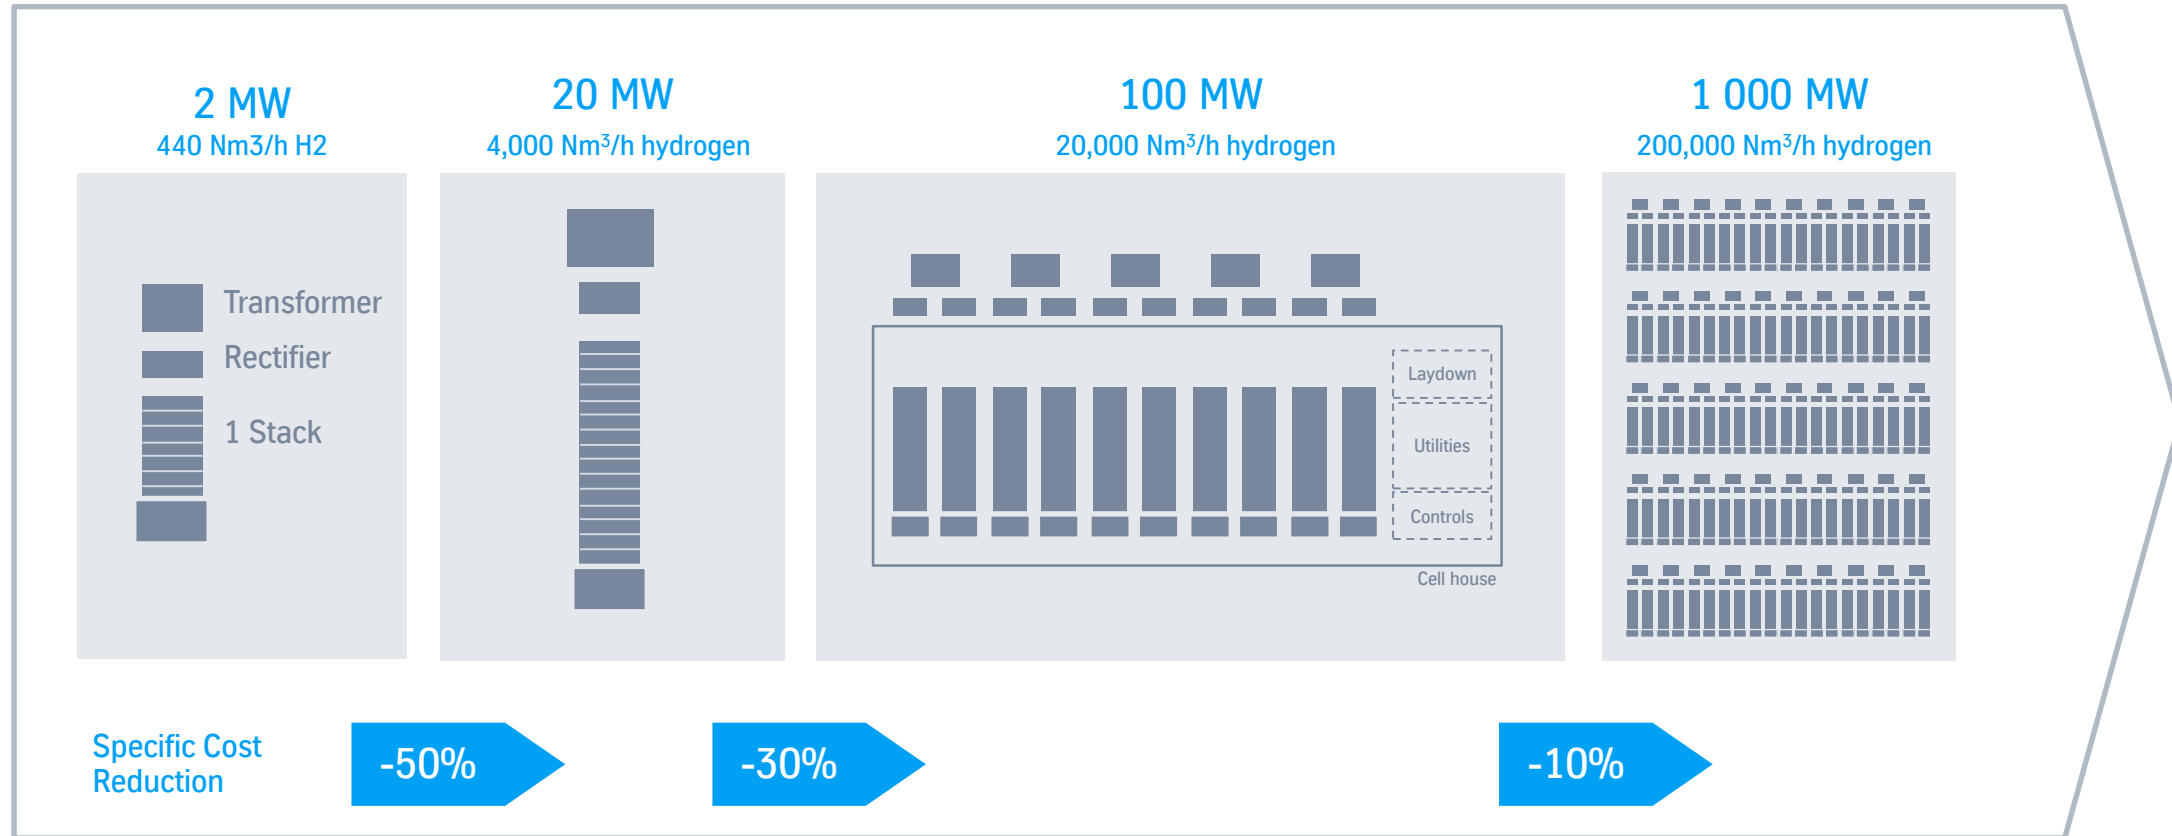 2 MW
440 Nm3/h H2
20 MW
4,000 Nm³/h hydrogen
100 MW
20,000 Nm³/h hydrogen
1 000 MW
200,000 Nm³/h hydrogen
Transformer
Rectifier
1 Stack
Laydown
Utilities
Controls
Cell house
Specific Cost
Reduction
-50%
-30%
-10%